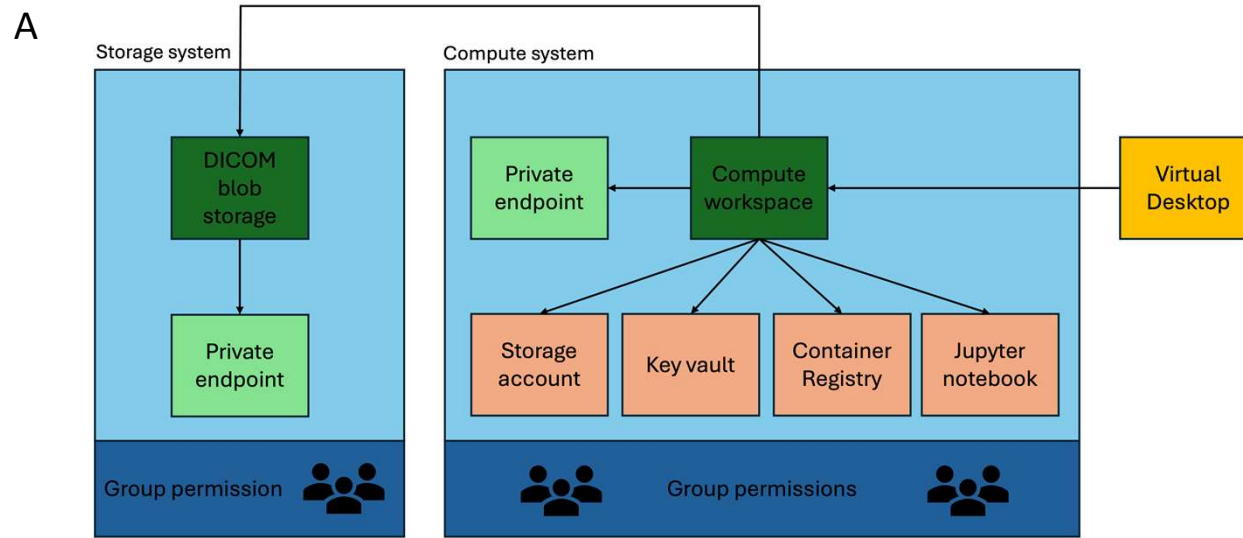 A
Storage system
Compute system
DICOM
blob
storage
Private
endpoint
Compute
workspace
Virtual
Desktop
Private
endpoint
Storage
account
Key vault
Container
Registry
Jupyter
notebook
Group permission
Group permissions